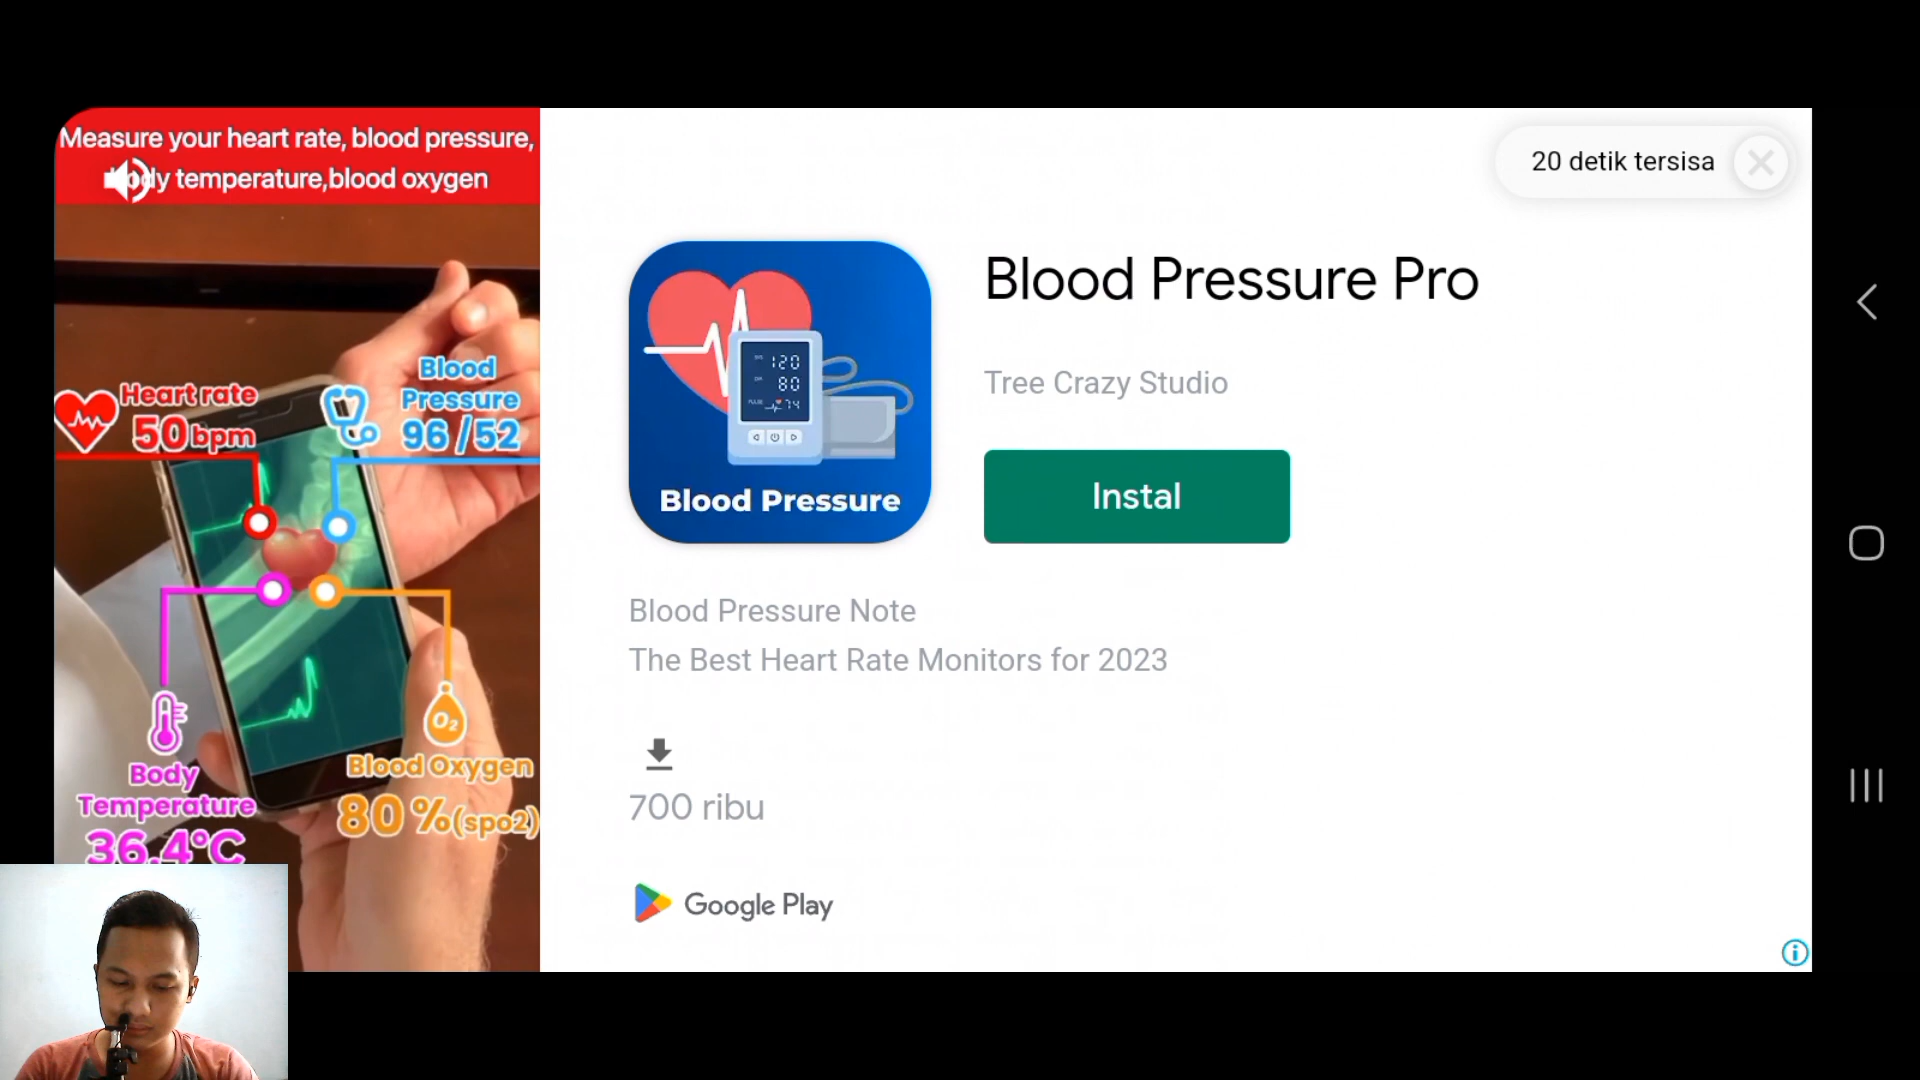 Measure your heart rate, blood pressure,
body temperature,blood oxygen
Heart rate
50bpm
Blood
Pressure
96/52
Body
Temperature
36.4°C
O2
Blood Oxygen
80%(spo2)
20 detik tersisa
120
80
74
Blood Pressure
Blood Pressure Pro
Tree Crazy Studio
Instal
Blood Pressure Note
The Best Heart Rate Monitors for 2023
700 ribu
Google Play